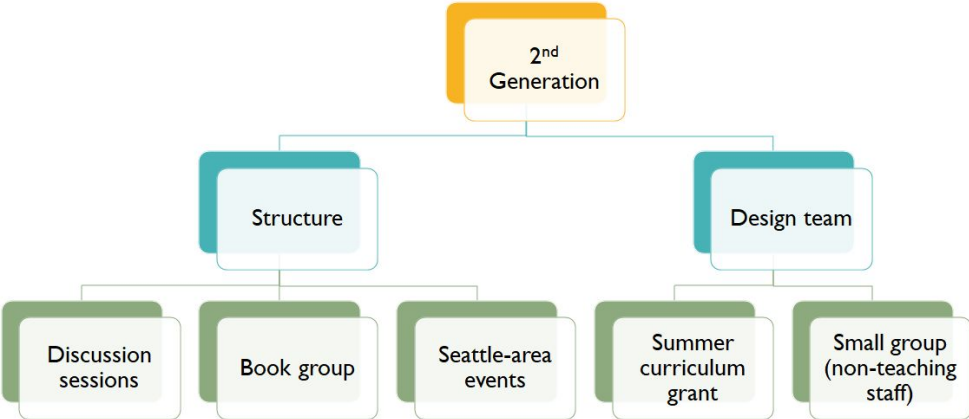 2nd
Generation
Structure
Design team
Discussion
sessions
Book group
Seattle-area
events
Summer
curriculum
grant
Small group
(non-teaching
staff)